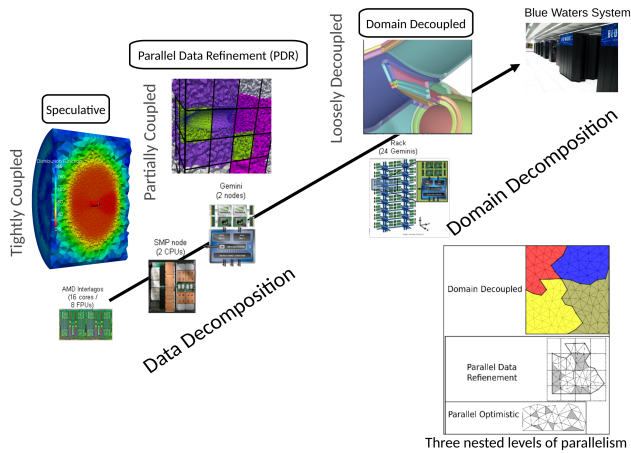 Blue Waters System
Domain Decoupled
Parallel Data Refinement (PDR)
Speculative
Tightly Coupled
Partially Coupled
Loosely Decoupled
Rack
(24 Geminis)
Gemini
(2 nodes)
SMP node
(2 CPUs)
AMD Interlagos
(16 cores /
8 FPUs)
Data Decomposition
Domain Decomposition
Domain Decoupled
Parallel Data
Refinement
Parallel Optimistic
Three nested levels of parallelism